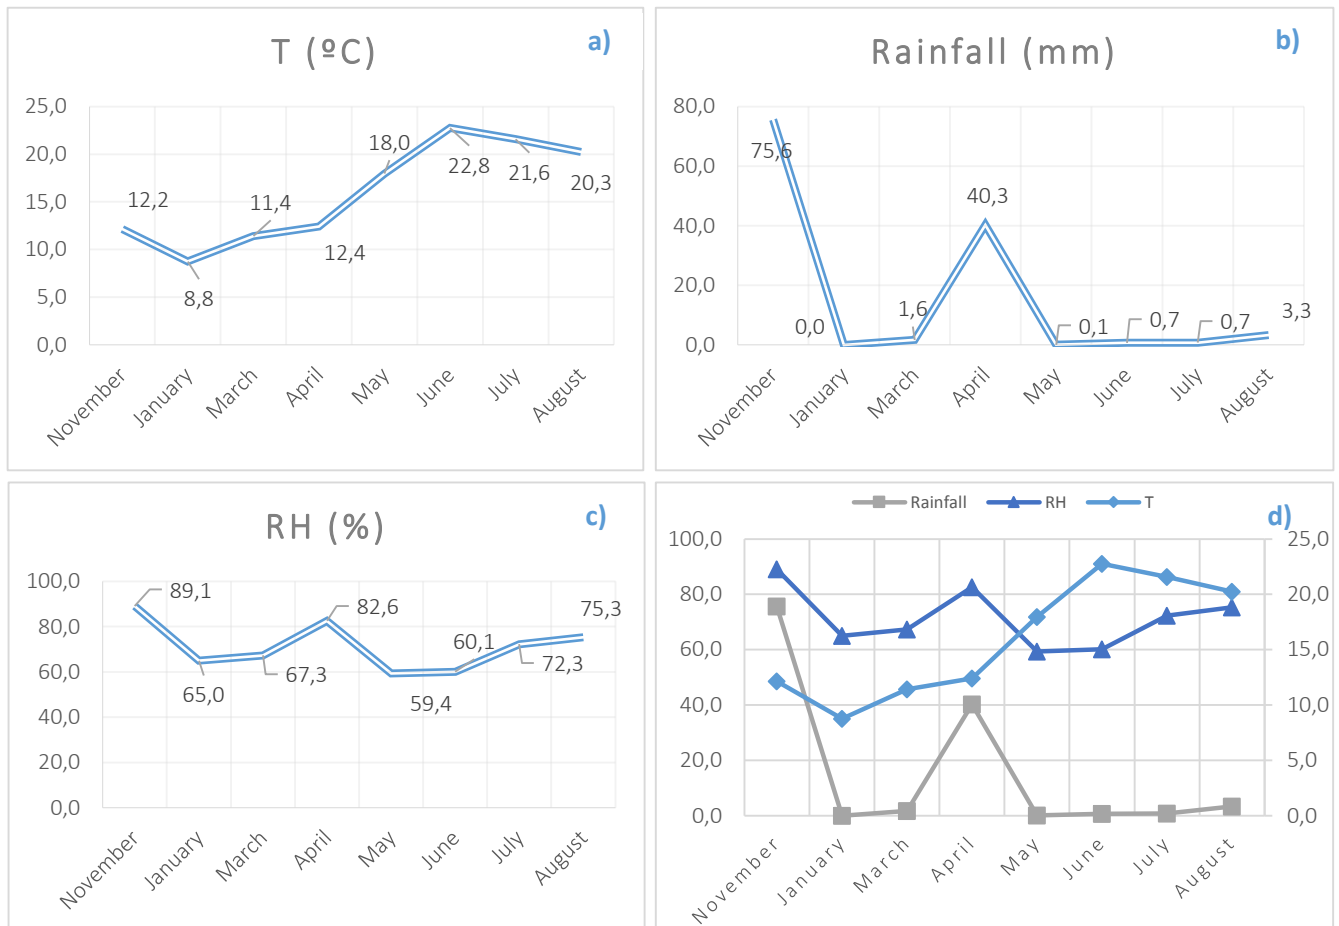 T (ºC)
a)
25,0
20,0
15,0
10,0
5,0
0,0
12,2
8,8
11,4
12,4
18,0
22,8
21,6
20,3
November
January
March
April
May
June
July
August
Rainfall (mm)
b)
80,0
60,0
40,0
20,0
0,0
75,6
0,0
1,6
40,3
0,1
0,7
0,7
3,3
November
January
March
April
May
June
July
August
RH (%)
c)
100,0
80,0
60,0
40,0
20,0
0,0
89,1
65,0
67,3
82,6
59,4
60,1
72,3
75,3
November
January
March
April
May
June
July
August
Rainfall RH T
d)
100,0
80,0
60,0
40,0
20,0
0,0
25,0
20,0
15,0
10,0
5,0
0,0
November
January
March
April
May
June
July
August